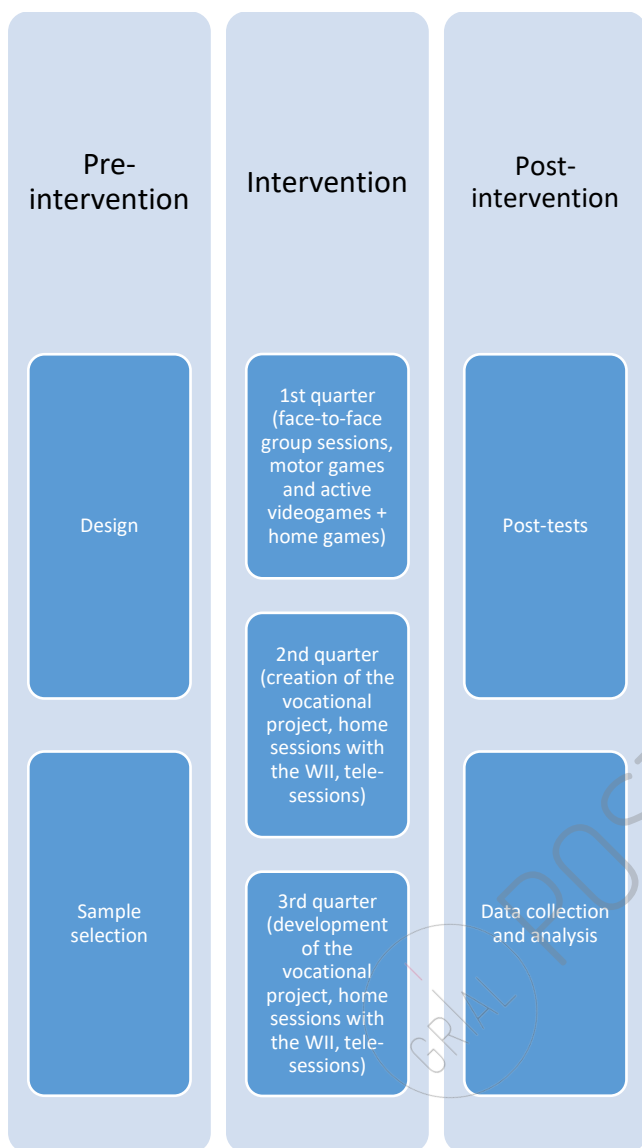 Pre-
intervention
Design
Sample
selection
Intervention
1st quarter
(face-to-face
group sessions,
motor games
and active
videogames +
home games)
2nd quarter
(creation of the
vocational
project, home
sessions with
the WII, tele-
sessions)
3rd quarter
(development
of the
vocational
project, home
sessions with
the WII, tele-
sessions)
Post-
intervention
Post-tests
Data collection
and analysis
GRIAL